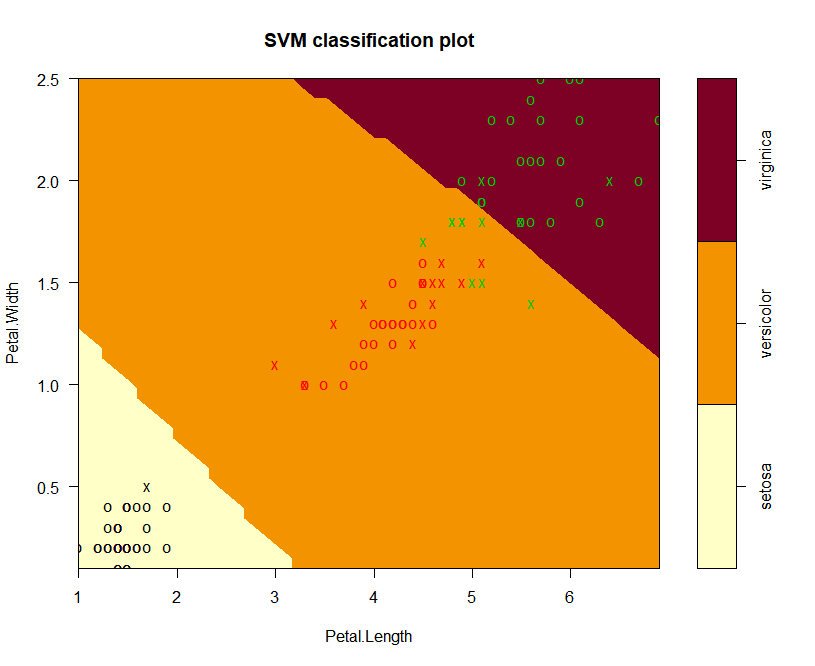 SVM classification plot
2.5
2.0
1.5
1.0
0.5
Petal.Width
1 2 3 4 5 6
Petal.Length
virginica
versicolor
setosa